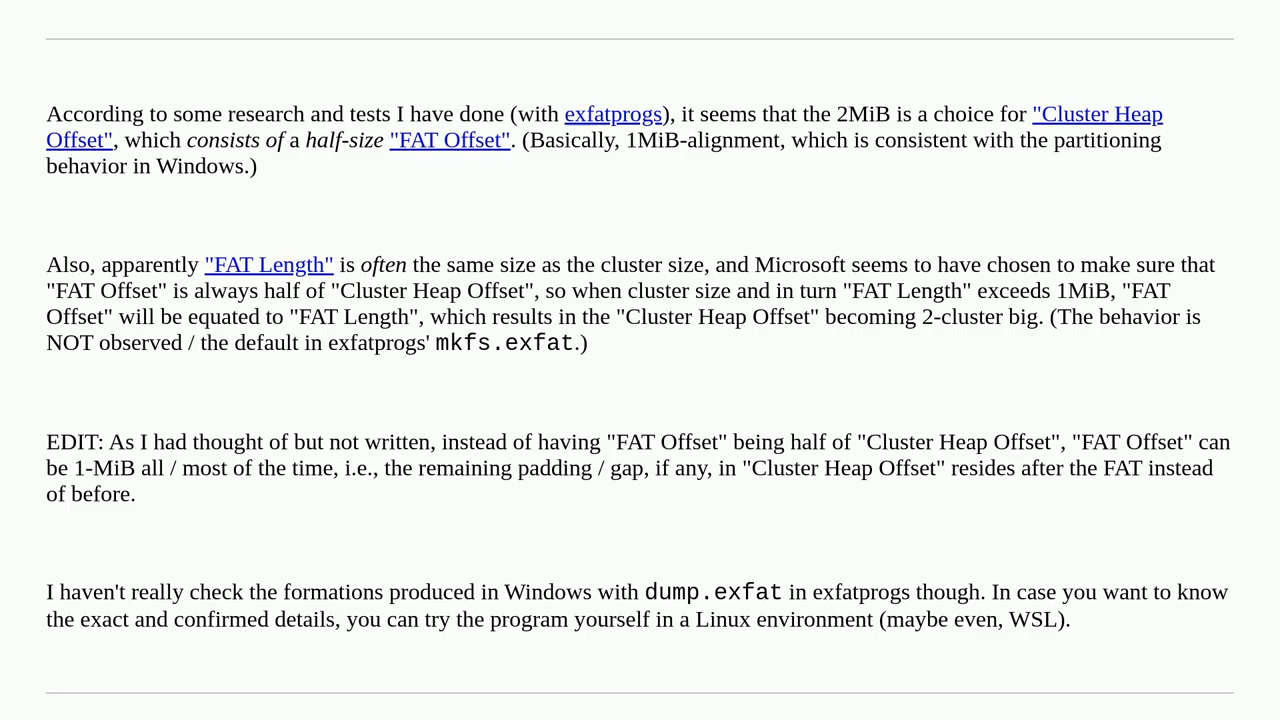 According to some research and tests I have done (with exfatprogs), it seems that the 2MiB is a choice for "Cluster Heap
Offset", which consists of a half-size "FAT Offset". (Basically, 1MiB-alignment, which is consistent with the partitioning
behavior in Windows.)
Also, apparently "FAT Length" is often the same size as the cluster size, and Microsoft seems to have chosen to make sure that
"FAT Offset" is always half of "Cluster Heap Offset", so when cluster size and in turn "FAT Length" exceeds 1MiB, "FAT
Offset" will be equated to "FAT Length", which results in the "Cluster Heap Offset" becoming 2-cluster big. (The behavior is
NOT observed / the default in exfatprogs' mkfs.exfat.)
EDIT: As I had thought of but not written, instead of having "FAT Offset" being half of "Cluster Heap Offset", "FAT Offset" can
be 1-MiB all / most of the time, i.e., the remaining padding / gap, if any, in "Cluster Heap Offset" resides after the FAT instead
of before.
I haven't really check the formations produced in Windows with dump.exfat in exfatprogs though. In case you want to know
the exact and confirmed details, you can try the program yourself in a Linux environment (maybe even, WSL).